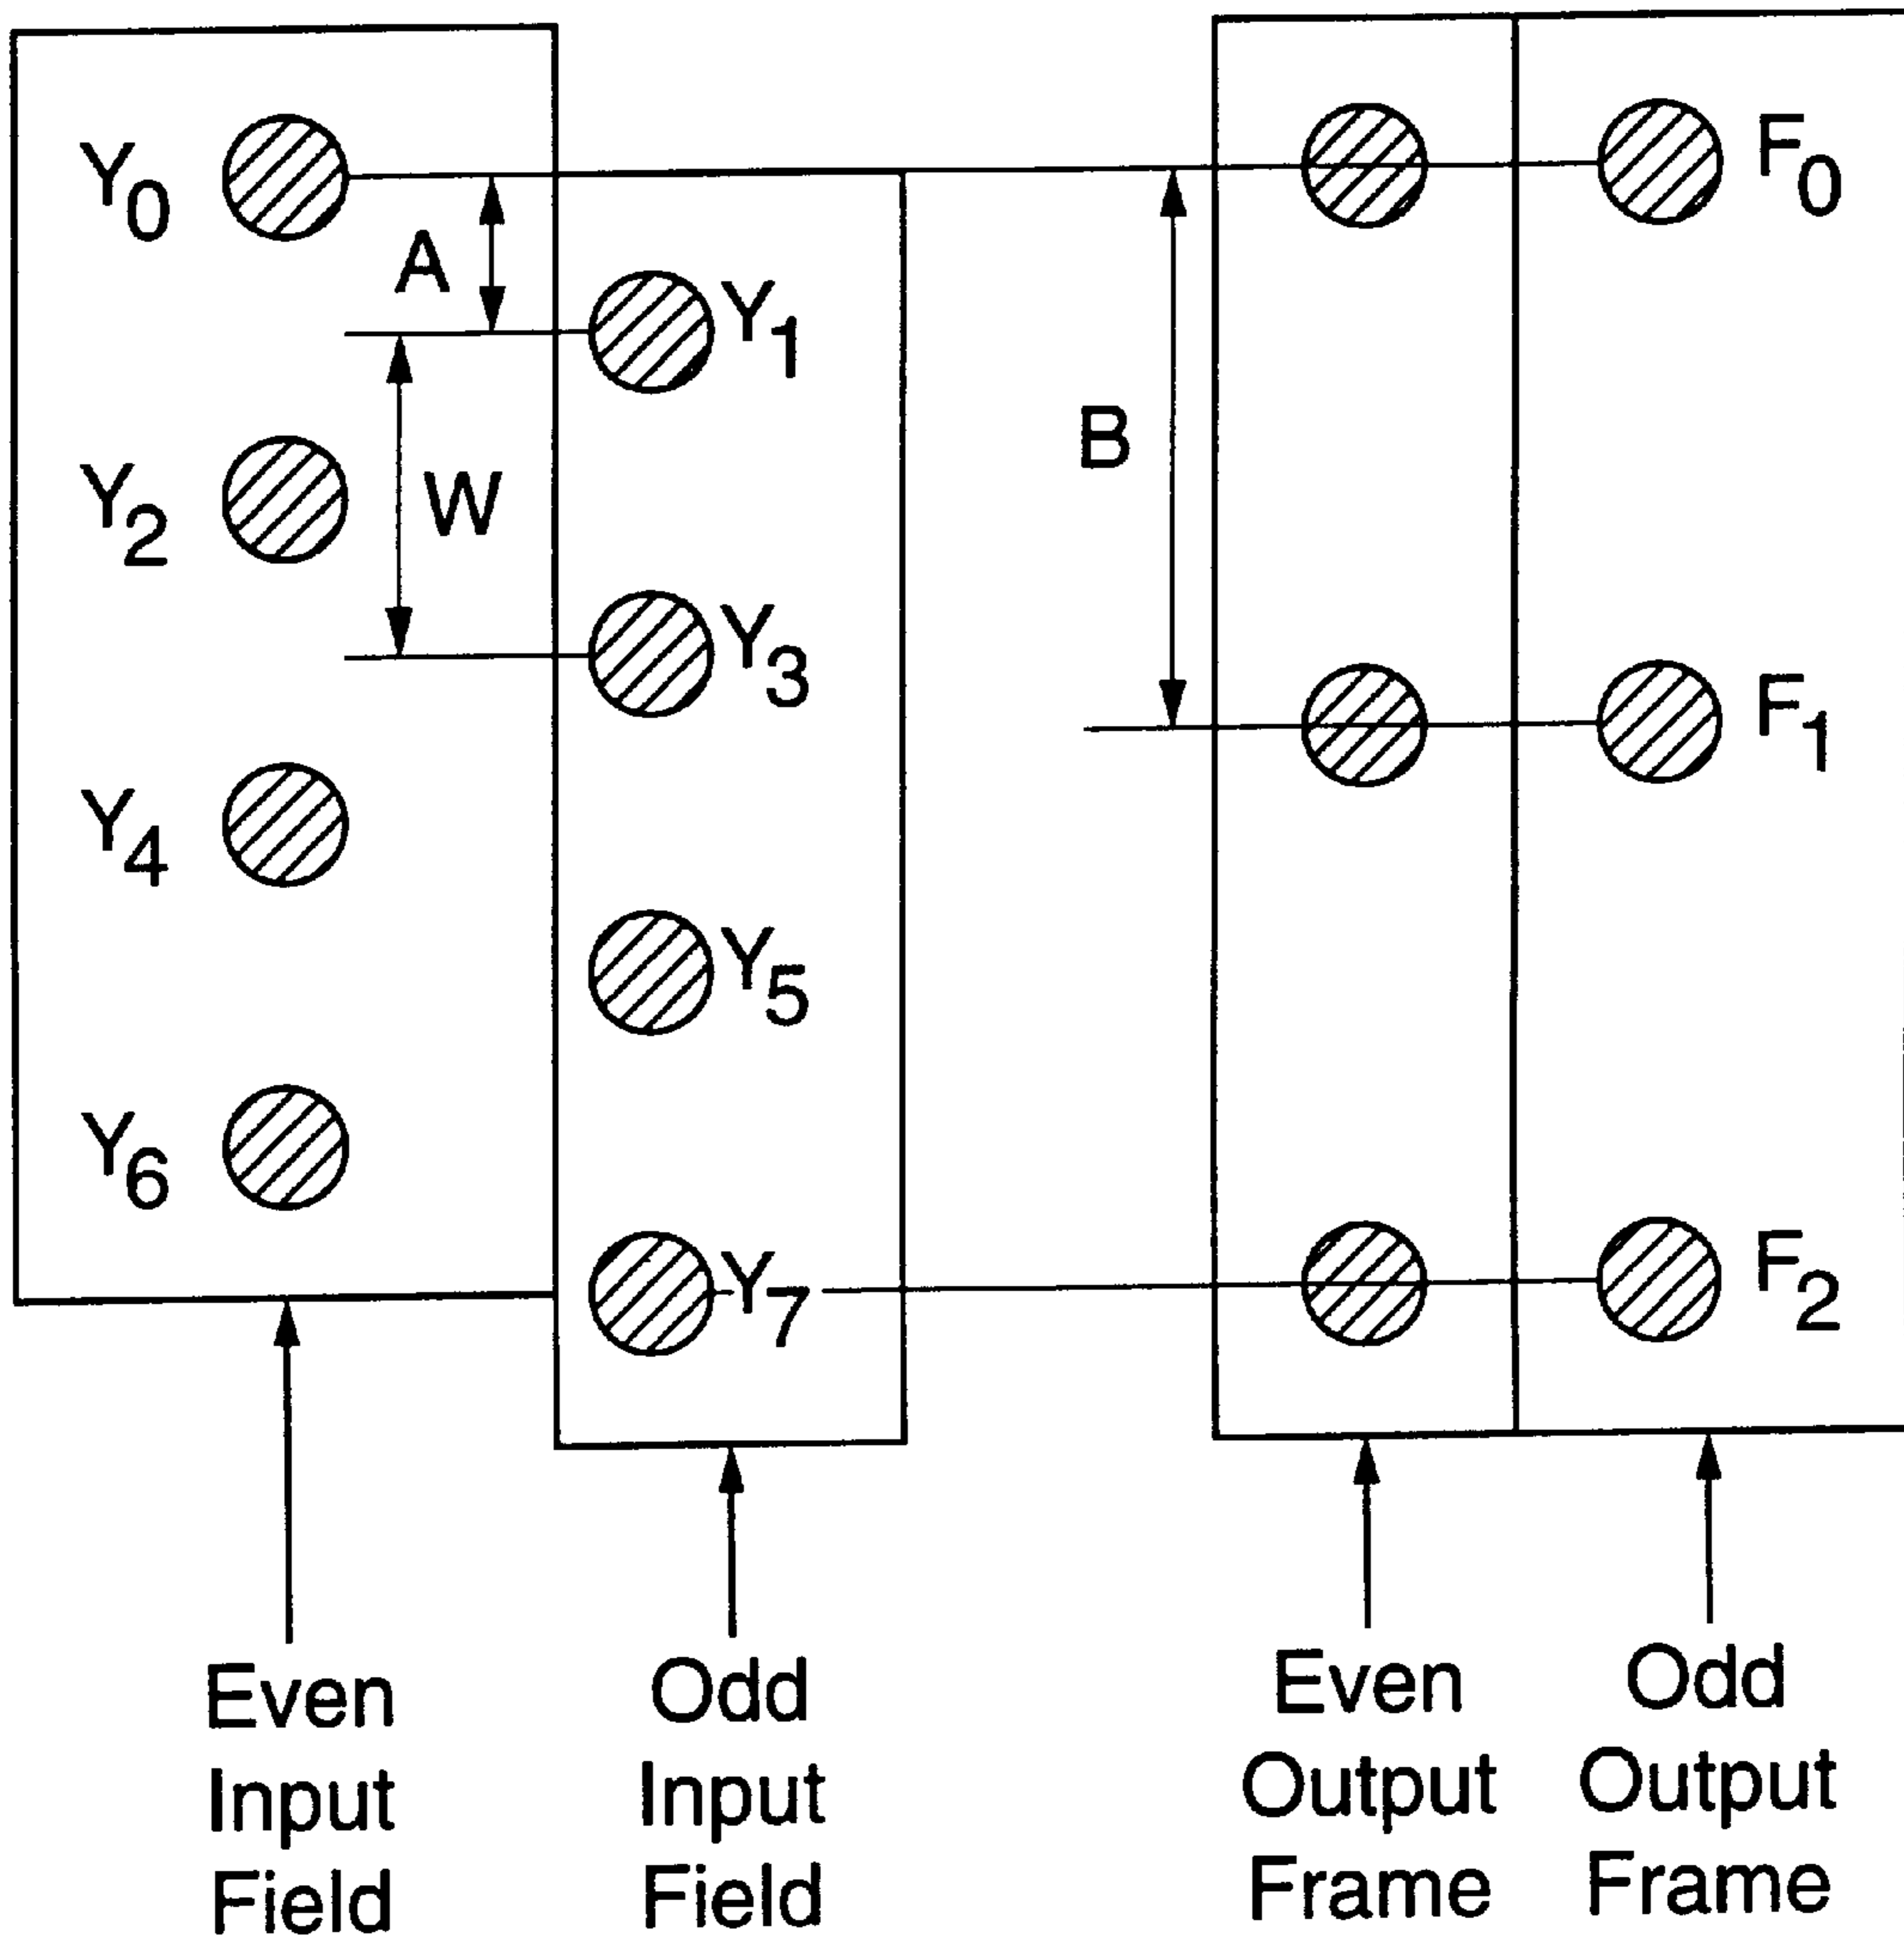 Y0
F0
A
Y1
B
Y2
W
Y3
F1
Y4
Y5
Y6
Y7
F2
Even
Input
Field
Odd
Input
Field
Even
Output
Frame
Odd
Output
Frame